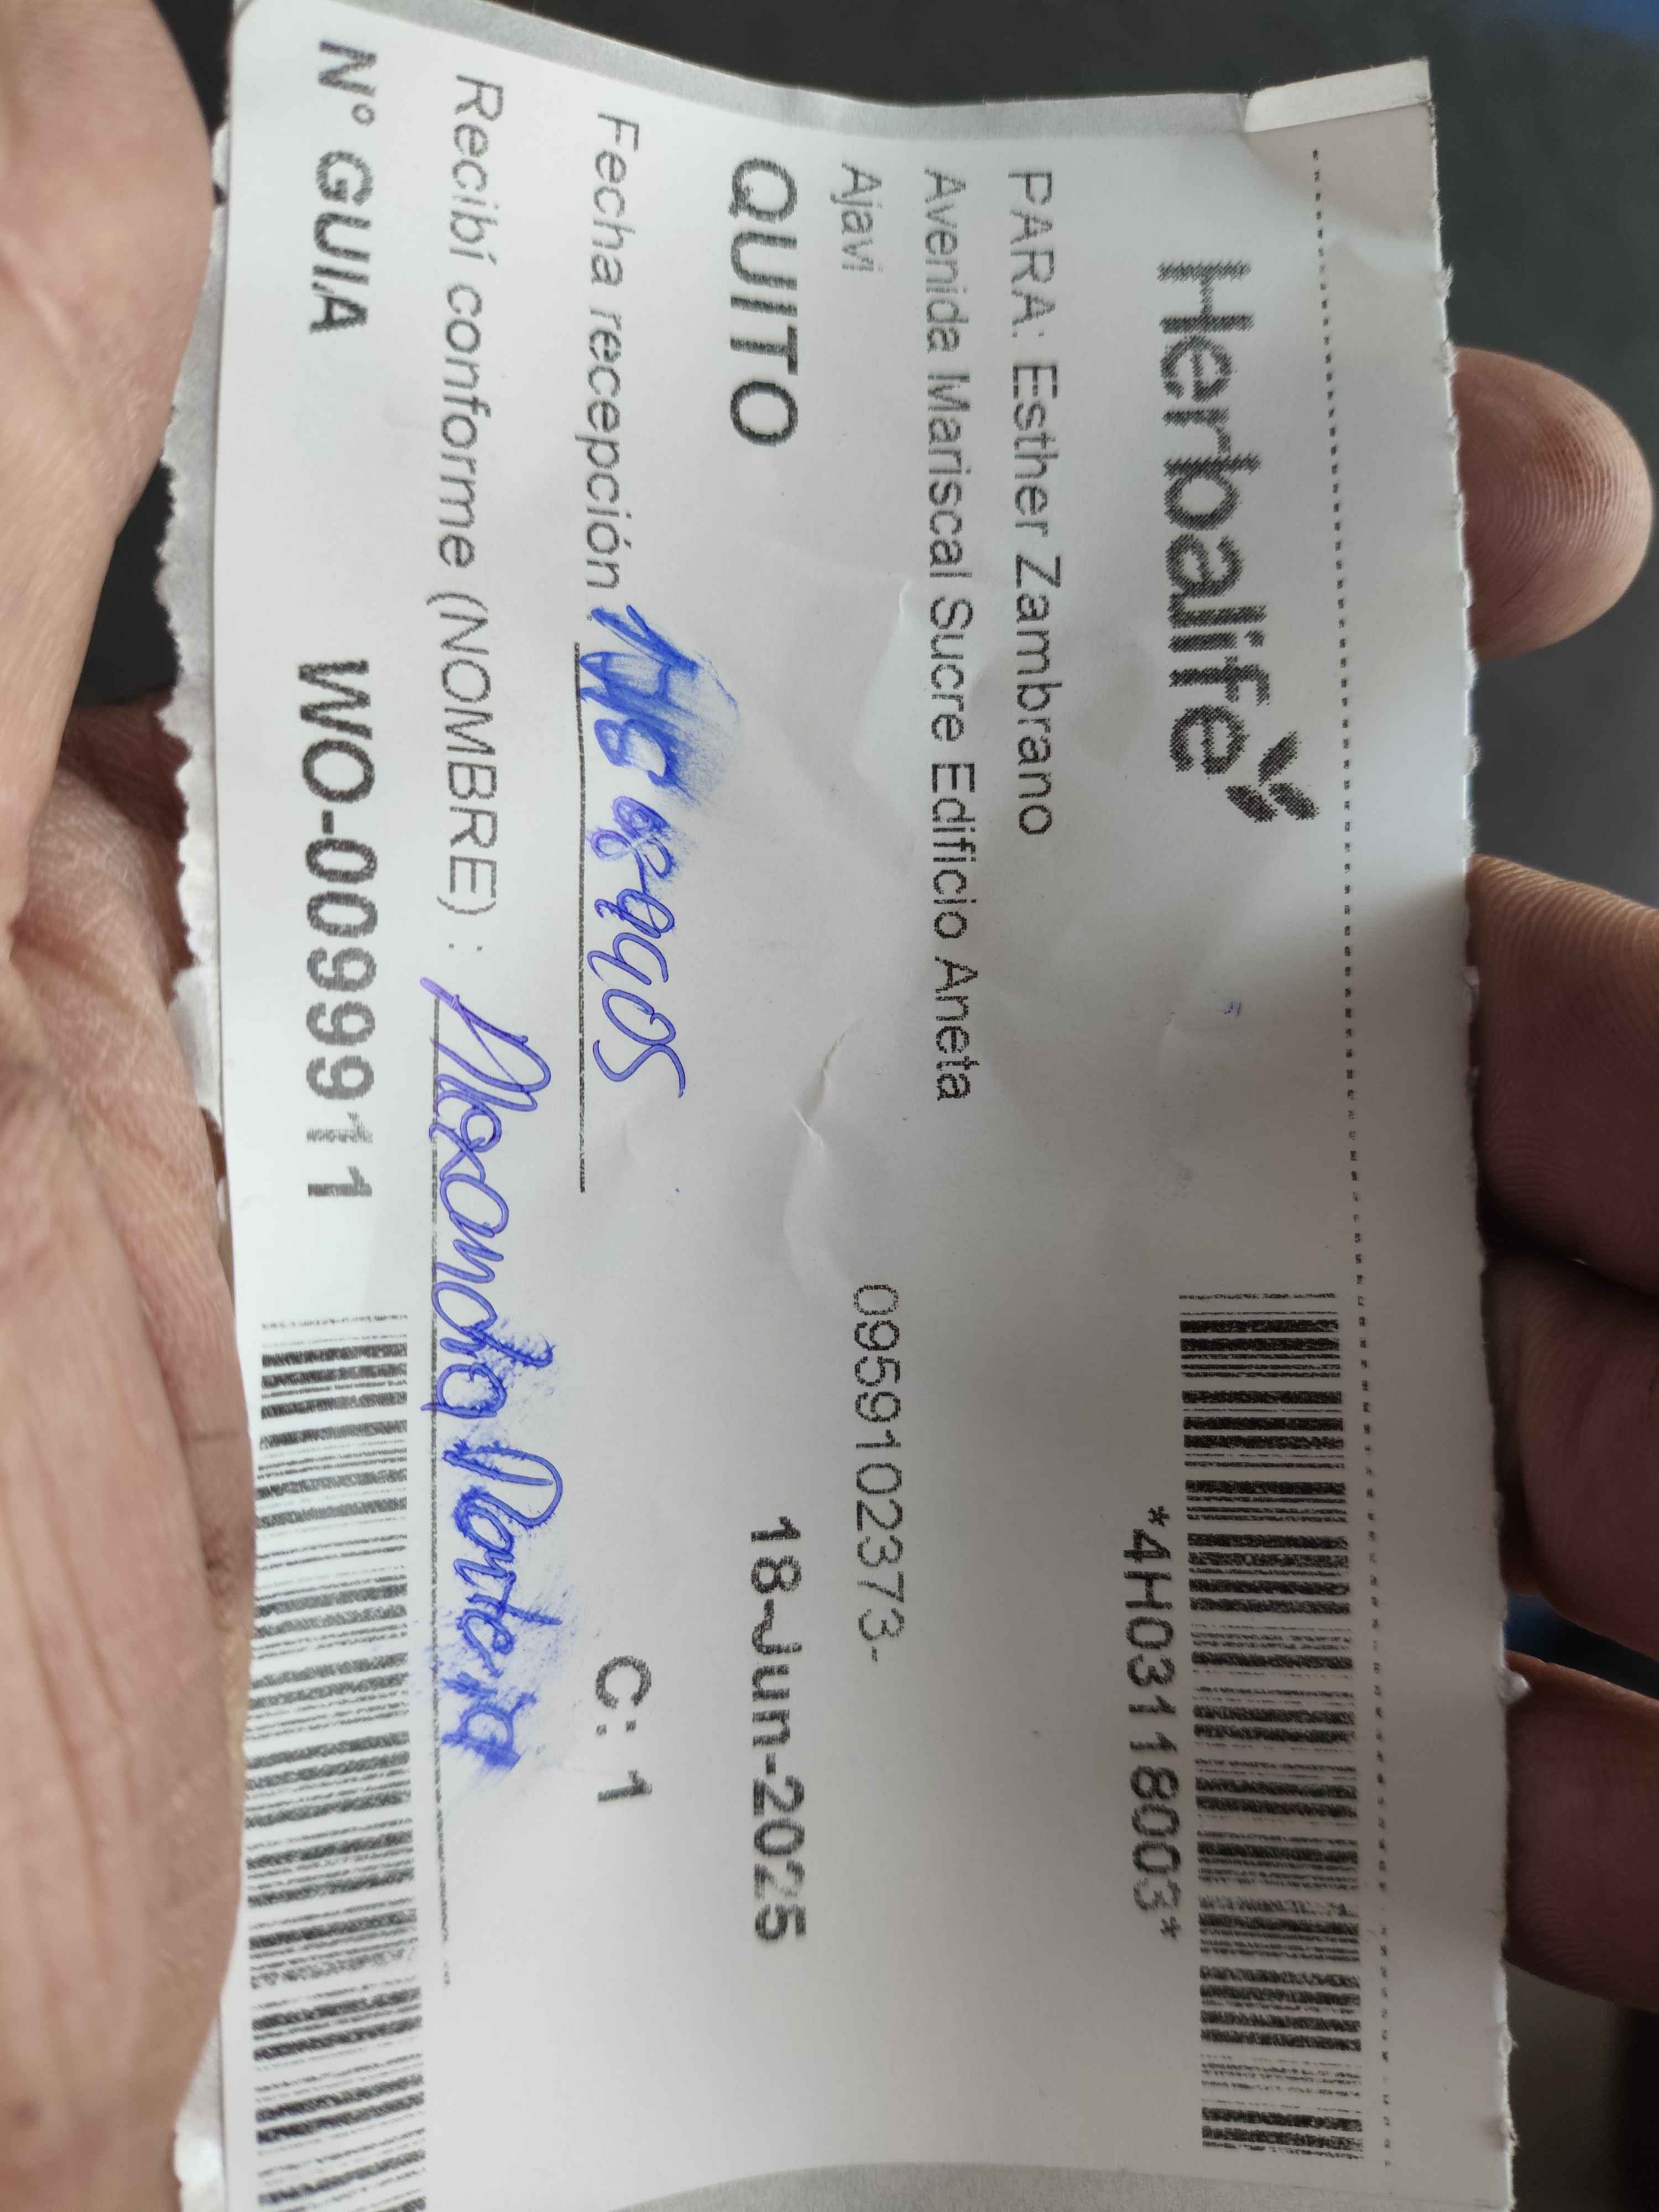 Herbalife
*4H03118003*
PARA: Esther Zambrano
Avenida Mariscal Sucre Edificio Aneta
Ajavi 0959102373-
QUITO 18-Jun-2025
Fecha recepción C: 1
Recibí conforme (NOMBRE) : Portería
N° GUIA WO-0099911